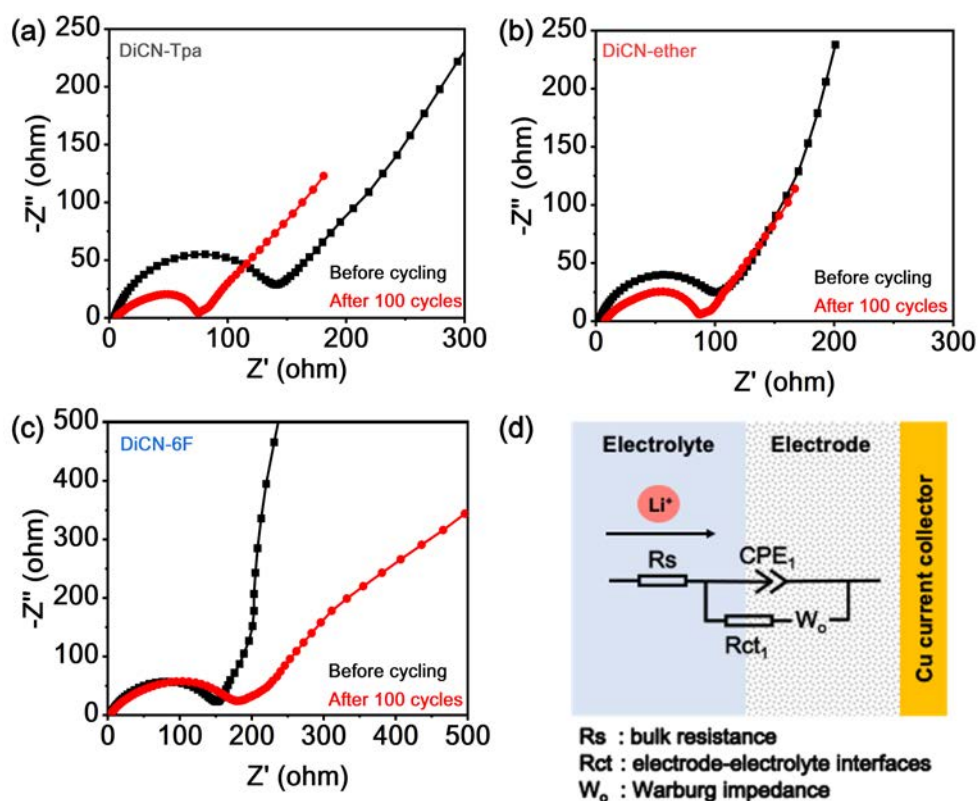 (a)
DiCN-Tpa
250
200
150
100
50
0
-Z" (ohm)
0 100 200 300
Z' (ohm)
Before cycling
After 100 cycles
(b)
DiCN-ether
250
200
150
100
50
0
-Z" (ohm)
0 100 200 300
Z' (ohm)
Before cycling
After 100 cycles
(c)
DiCN-6F
500
400
300
200
100
0
-Z" (ohm)
0 100 200 300 400 500
Z' (ohm)
Before cycling
After 100 cycles
(d)
Electrolyte Electrode
Cu current collector
Li⁺
Rs CPE₁
Rct₁ Wₒ
Rs : bulk resistance
Rct : electrode-electrolyte interfaces
Wₒ : Warburg impedance